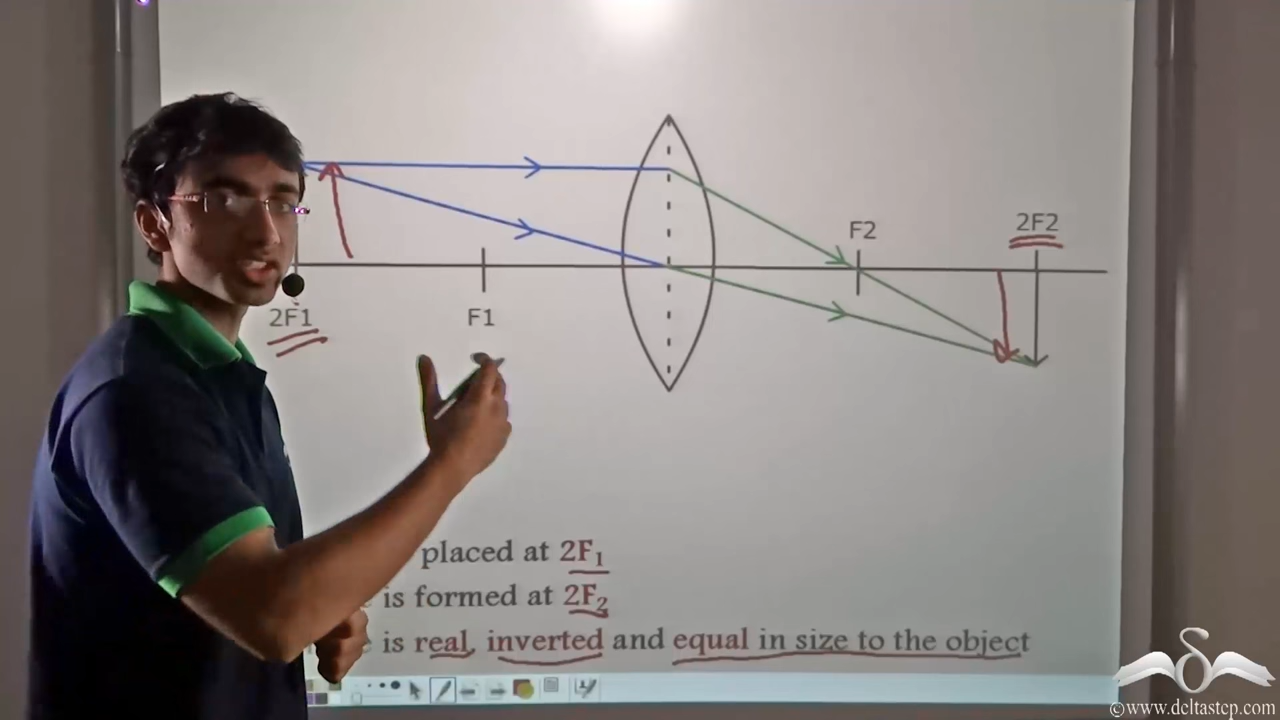 2F2
F2
2F1
F1
placed at 2F₁
is formed at 2F₂
is real, inverted and equal in size to the object
©www.deltastep.com